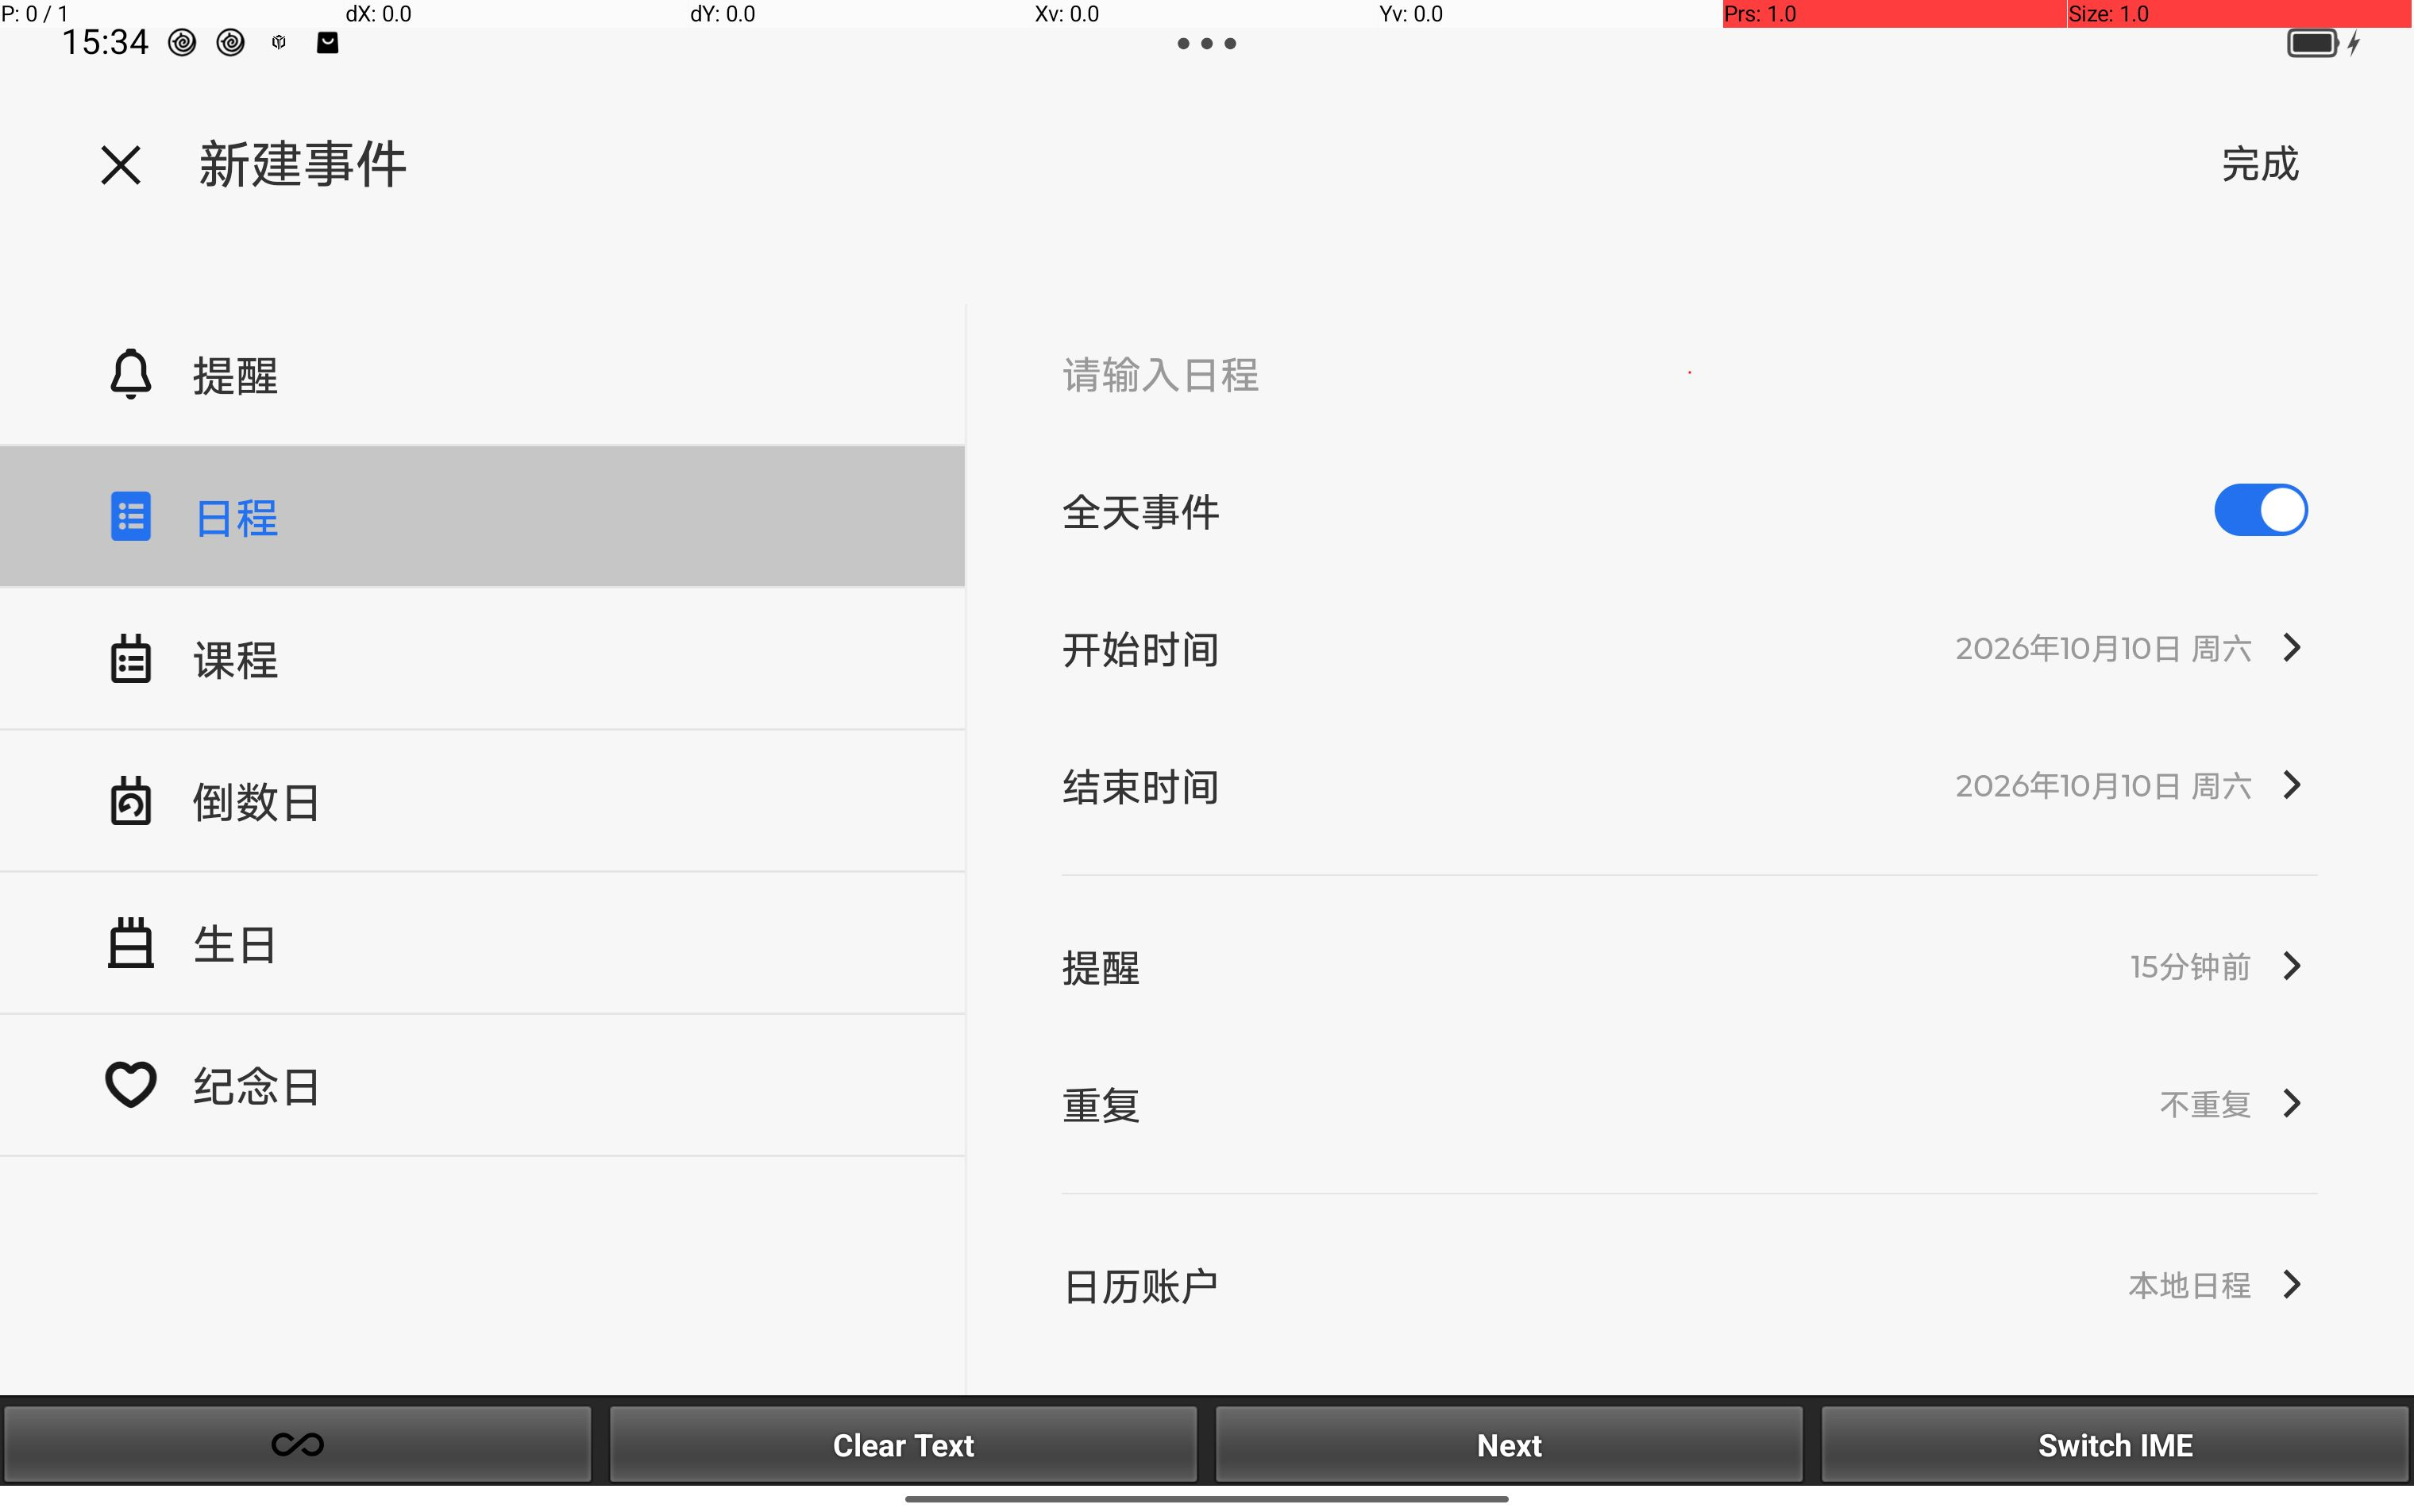 P: 0 / 1 dX: 0.0 dY: 0.0 Xv: 0.0 Yv: 0.0 Prs: 1.0 Size: 1.0
15:34
新建事件
完成
提醒
日程
课程
倒数日
生日
纪念日
请输入日程
全天事件
开始时间 2026年10月10日 周六
结束时间 2026年10月10日 周六
提醒 15分钟前
重复 不重复
日历账户 本地日程
Clear Text Next Switch IME